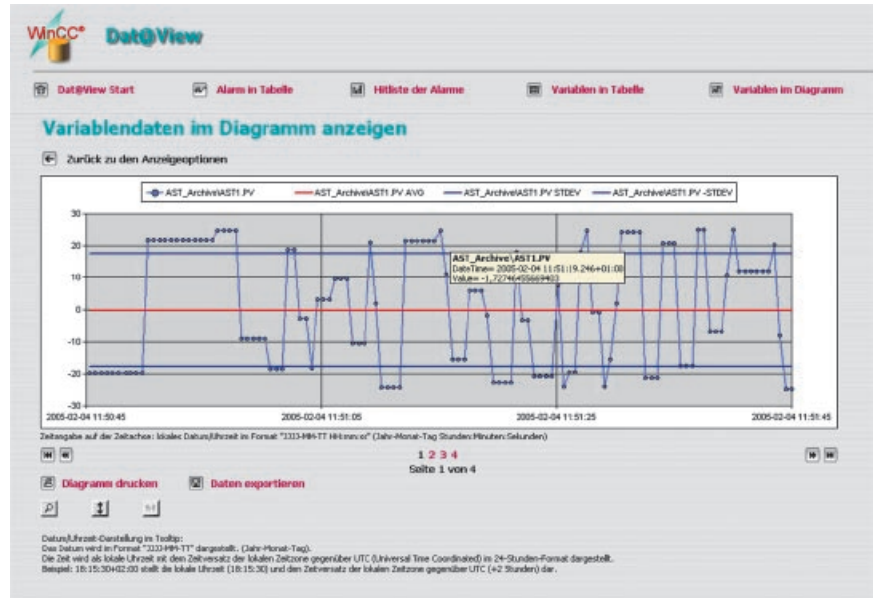 WinCC®
Dat@View
Dat@View Start
Alarm in Tabelle
Hitliste der Alarme
Variablen in Tabelle
Variablen im Diagramm
Variablendaten im Diagramm anzeigen
Zurück zu den Anzeigeoptionen
AST_Archive\AST1.PV
AST_Archive\AST1.PV AVG
AST_Archive\AST1.PV STDEV
AST_Archive\AST1.PV -STDEV
30
20
10
0
-10
-20
-30
AST_Archive\AST1.PV
DateTime= 2005-02-04 11:51:19.246+01:00
Value= -1,72746455669403
2005-02-04 11:50:45
2005-02-04 11:51:05
2005-02-04 11:51:25
2005-02-04 11:51:45
Zeitangabe auf der Zeitachse: lokales Datum/Uhrzeit im Format "JJJJ-MM-TT HH:mm:ss" (Jahr-Monat-Tag Stunden:Minuten:Sekunden)
1 2 3 4
Seite 1 von 4
Diagramm drucken
Daten exportieren
Datum/Uhrzeit-Darstellung im Tooltip:
Das Datum wird im Format "JJJJ-MM-TT" dargestellt. (Jahr-Monat-Tag).
Die Zeit wird als lokale Uhrzeit mit dem Zeitversatz der lokalen Zeitzone gegenüber UTC (Universal Time Coordinated) im 24-Stunden-Format dargestellt.
Beispiel: 18:15:30+02:00 stellt die lokale Uhrzeit (18:15:30) und den Zeitversatz der lokalen Zeitzone gegenüber UTC (+2 Stunden) dar.